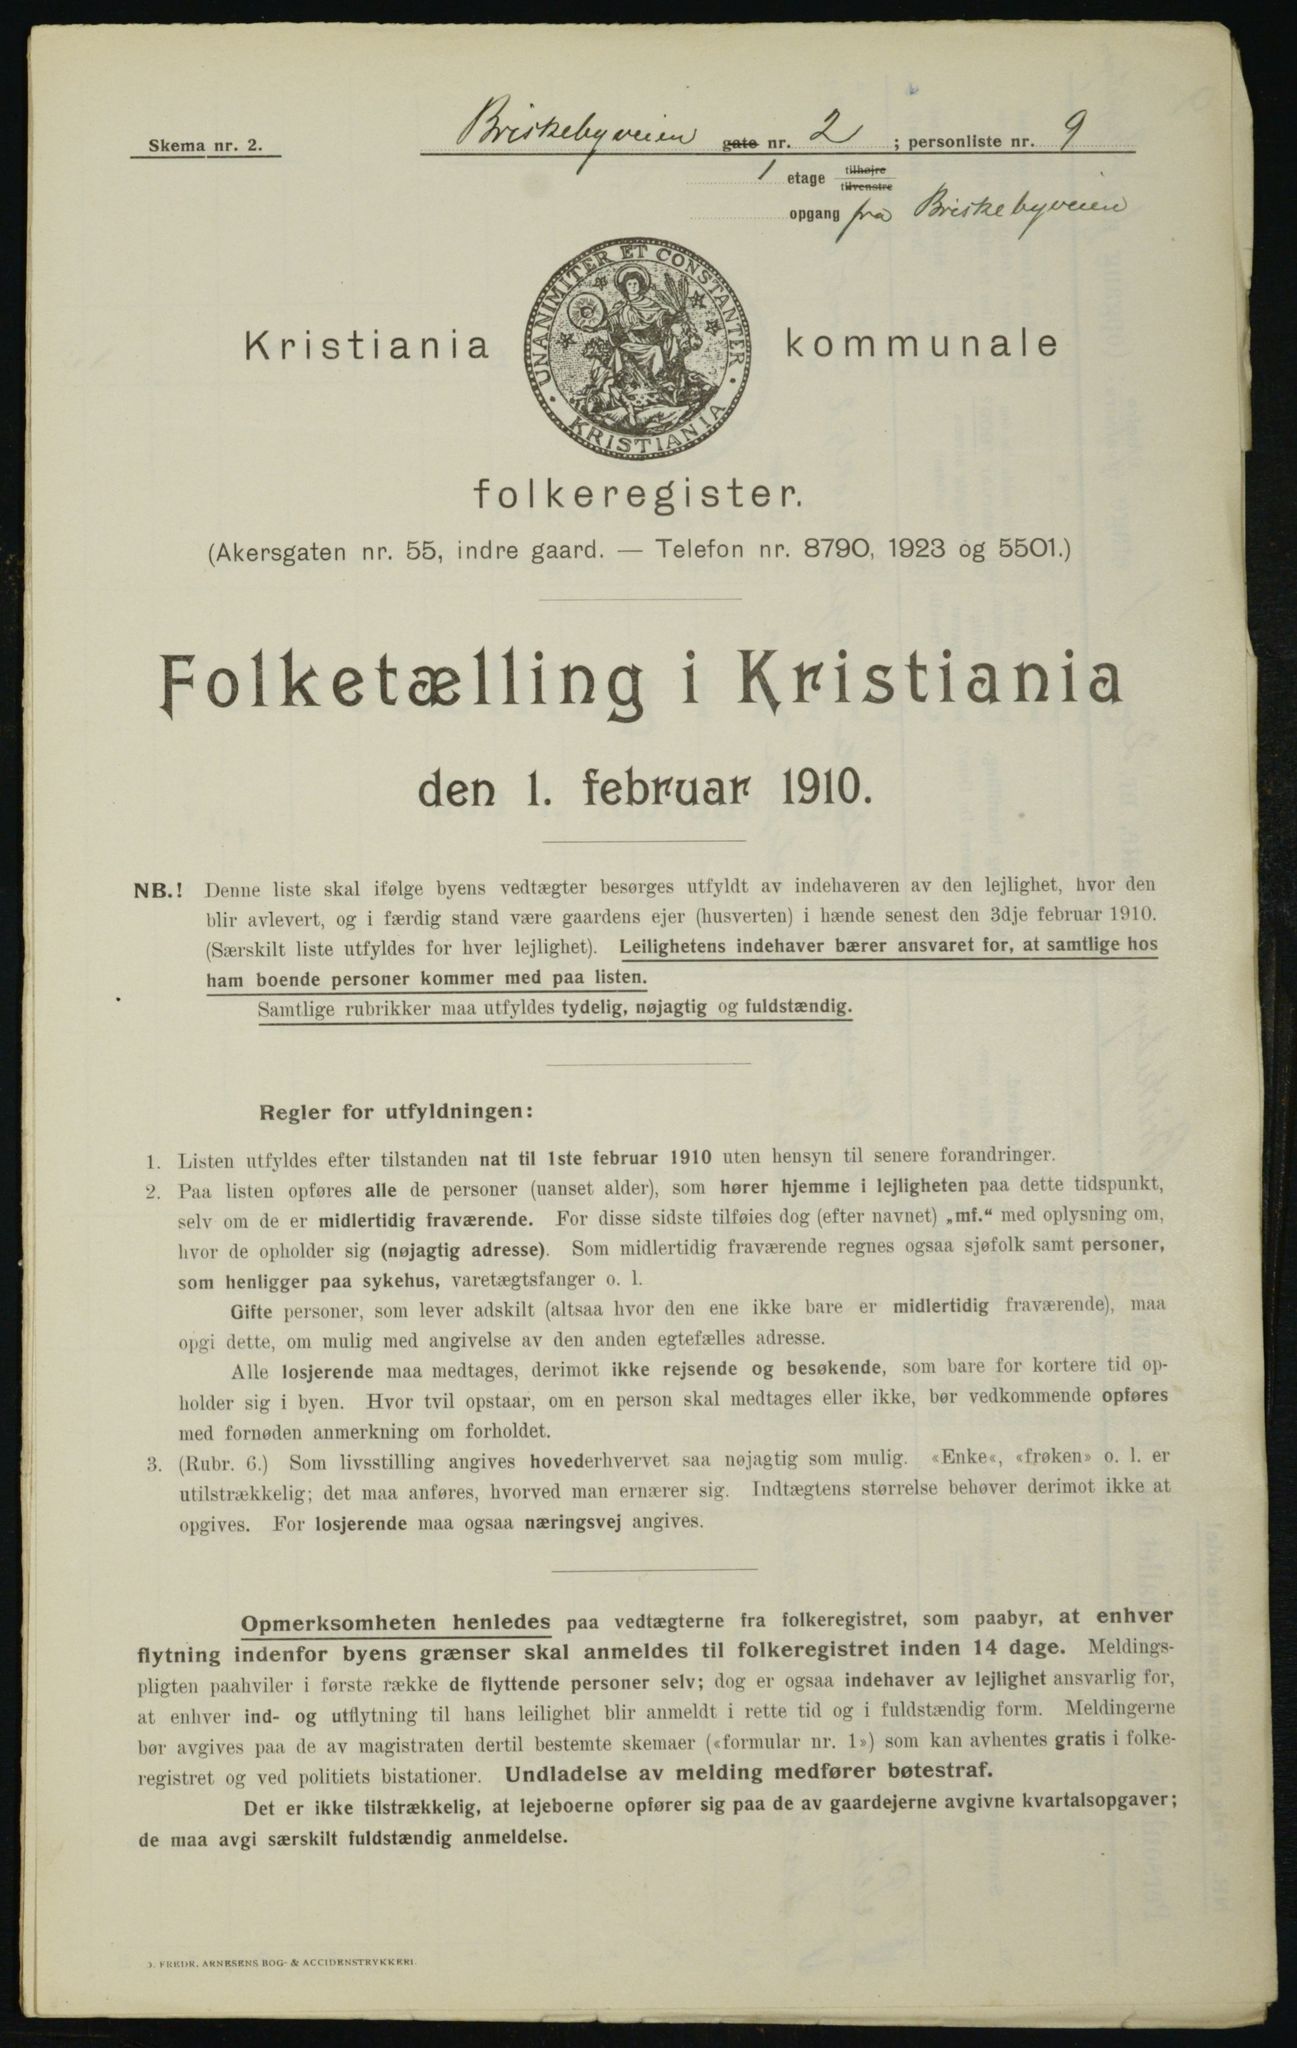 Skema nr. 2.
Briskebyveien gate nr. 2 ; personliste nr. 9
1 etage tilhøjre tilvenstre
opgang fra Briskebyveien
UNANIMITER ET CONSTANTER
KRISTIANIA
Kristiania kommunale
folkeregister.
(Akersgaten nr. 55, indre gaard. — Telefon nr. 8790, 1923 og 5501.)
Folketælling i Kristiania
den 1. februar 1910.
NB.! Denne liste skal ifølge byens vedtægter besørges utfyldt av indehaveren av den lejlighet, hvor den
blir avlevert, og i færdig stand være gaardens ejer (husverten) i hænde senest den 3dje februar 1910.
(Særskilt liste utfyldes for hver lejlighet). Leilighetens indehaver bærer ansvaret for, at samtlige hos
ham boende personer kommer med paa listen.
Samtlige rubrikker maa utfyldes tydelig, nøjagtig og fuldstændig.
Regler for utfyldningen:
1. Listen utfyldes efter tilstanden nat til 1ste februar 1910 uten hensyn til senere forandringer.
2. Paa listen opføres alle de personer (uanset alder), som hører hjemme i lejligheten paa dette tidspunkt,
selv om de er midlertidig fraværende. For disse sidste tilføies dog (efter navnet) „mf.“ med oplysning om,
hvor de opholder sig (nøjagtig adresse). Som midlertidig fraværende regnes ogsaa sjøfolk samt personer,
som henligger paa sykehus, varetægtsfanger o. l.
Gifte personer, som lever adskilt (altsaa hvor den ene ikke bare er midlertidig fraværende), maa
opgi dette, om mulig med angivelse av den anden egtefælles adresse.
Alle losjerende maa medtages, derimot ikke rejsende og besøkende, som bare for kortere tid op-
holder sig i byen. Hvor tvil opstaar, om en person skal medtages eller ikke, bør vedkommende opføres
med fornøden anmerkning om forholdet.
3. (Rubr. 6.) Som livsstilling angives hovederhvervet saa nøjagtig som mulig. «Enke«, «frøken» o. l. er
utilstrækkelig; det maa anføres, hvorved man ernærer sig. Indtægtens størrelse behøver derimot ikke at
opgives. For losjerende maa ogsaa næringsvej angives.
Opmerksomheten henledes paa vedtægterne fra folkeregistret, som paabyr, at enhver
flytning indenfor byens grænser skal anmeldes til folkeregistret inden 14 dage. Meldings-
pligten paahviler i første række de flyttende personer selv; dog er ogsaa indehaver av lejlighet ansvarlig for,
at enhver ind- og utflytning til hans leilighet blir anmeldt i rette tid og i fuldstændig form. Meldingerne
bør avgives paa de av magistraten dertil bestemte skemaer («formular nr. 1») som kan avhentes gratis i folke-
registret og ved politiets bistationer. Undladelse av melding medfører bøtestraf.
Det er ikke tilstrækkelig, at lejeboerne opfører sig paa de av gaardejerne avgivne kvartalsopgaver;
de maa avgi særskilt fuldstændig anmeldelse.
J. FREDR. ARNESENS BOG- & ACCIDENSTRYKKERI.